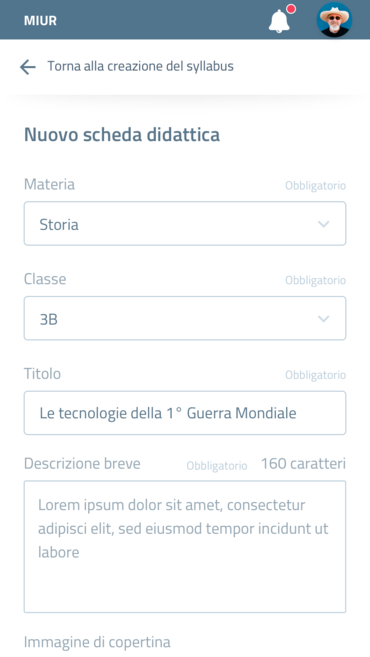 MIUR
Torna alla creazione del syllabus
Nuovo scheda didattica
Materia Obbligatorio
Storia
Classe Obbligatorio
3B
Titolo Obbligatorio
Le tecnologie della 1° Guerra Mondiale
Descrizione breve Obbligatorio 160 caratteri
Lorem ipsum dolor sit amet, consectetur
adipisci elit, sed eiusmod tempor incidunt ut
labore
Immagine di copertina